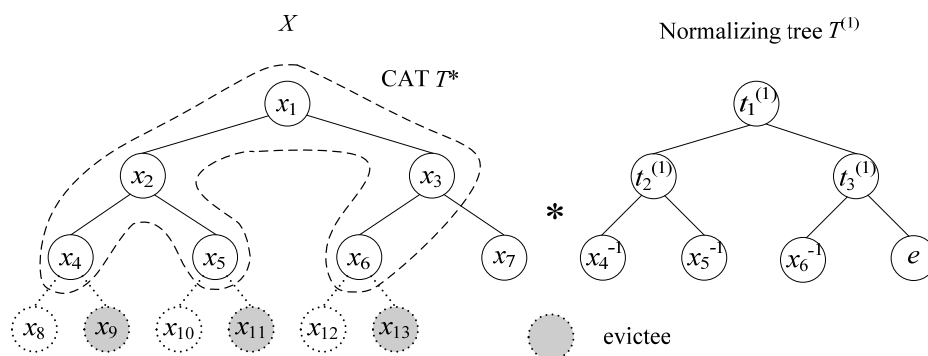 X
Normalizing tree T⁽¹⁾
CAT T*
x₁
t₁⁽¹⁾
x₂
x₃
t₂⁽¹⁾
t₃⁽¹⁾
*
x₄
x₅
x₆
x₇
x₄⁻¹
x₅⁻¹
x₆⁻¹
e
x₈
x₉
x₁₀
x₁₁
x₁₂
x₁₃
evictee